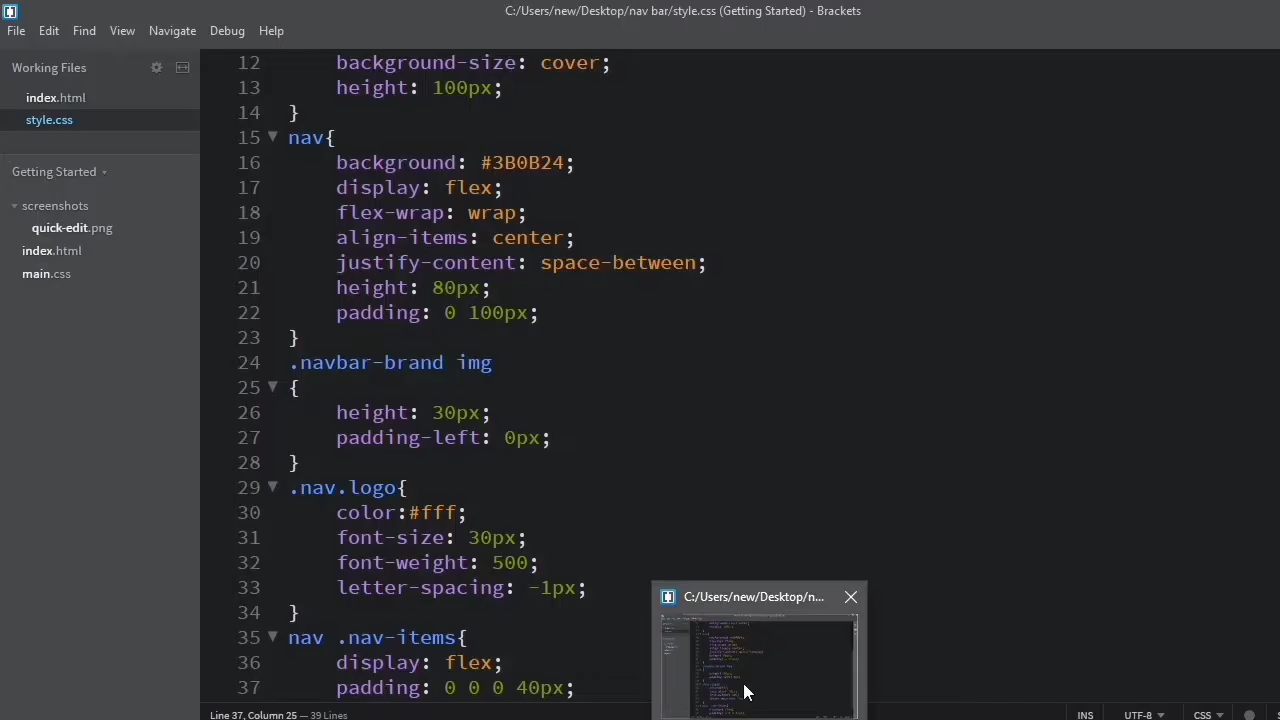 C:/Users/new/Desktop/nav bar/style.css (Getting Started) - Brackets
File Edit Find View Navigate Debug Help
Working Files
index.html
style.css
Getting Started
screenshots
quick-edit.png
index.html
main.css
12 background-size: cover;
13 height: 100px;
14 }
15 nav{
16 background: #3B0B24;
17 display: flex;
18 flex-wrap: wrap;
19 align-items: center;
20 justify-content: space-between;
21 height: 80px;
22 padding: 0 100px;
23 }
24 .navbar-brand img
25 {
26 height: 30px;
27 padding-left: 0px;
28 }
29 .nav.logo{
30 color:#fff;
31 font-size: 30px;
32 font-weight: 500;
33 letter-spacing: -1px;
34 }
35 nav .nav-items{
36 display: flex;
37 padding: 0 0 0 40px;
C:/Users/new/Desktop/n...
Line 37, Column 25 — 39 Lines
INS UTF-8 CSS